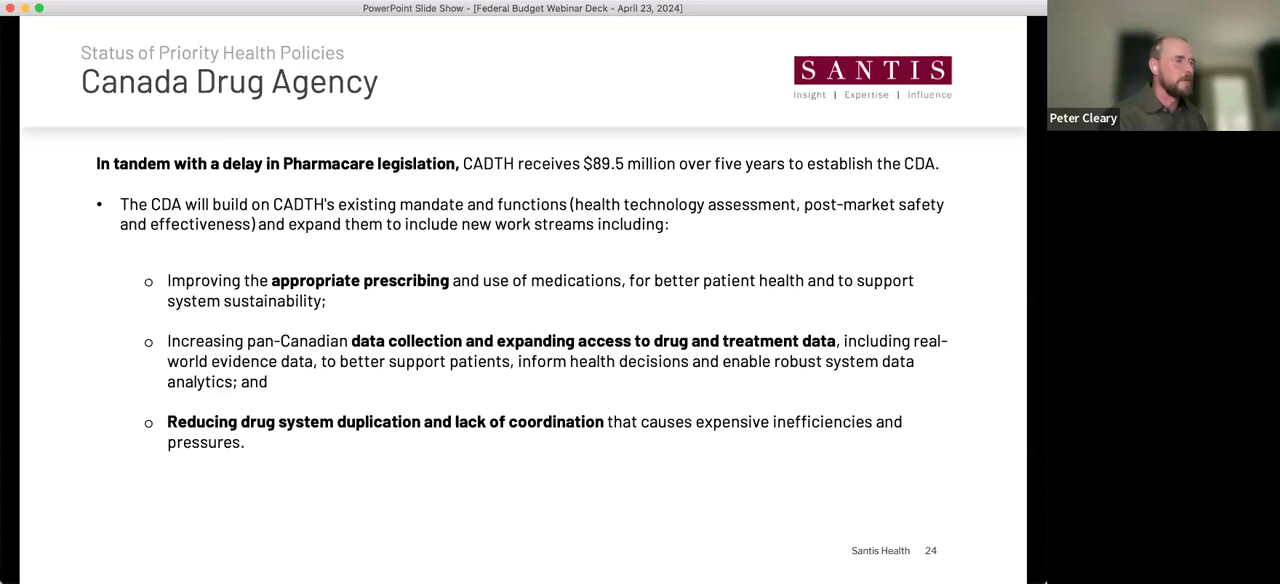 PowerPoint Slide Show - [Federal Budget Webinar Deck - April 23, 2024]
Status of Priority Health Policies
Canada Drug Agency
SANTIS
Insight | Expertise | Influence
Peter Cleary
In tandem with a delay in Pharmacare legislation, CADTH receives $89.5 million over five years to establish the CDA.
• The CDA will build on CADTH's existing mandate and functions (health technology assessment, post-market safety
and effectiveness) and expand them to include new work streams including:
o Improving the appropriate prescribing and use of medications, for better patient health and to support
system sustainability;
o Increasing pan-Canadian data collection and expanding access to drug and treatment data, including real-
world evidence data, to better support patients, inform health decisions and enable robust system data
analytics; and
o Reducing drug system duplication and lack of coordination that causes expensive inefficiencies and
pressures.
Santis Health 24